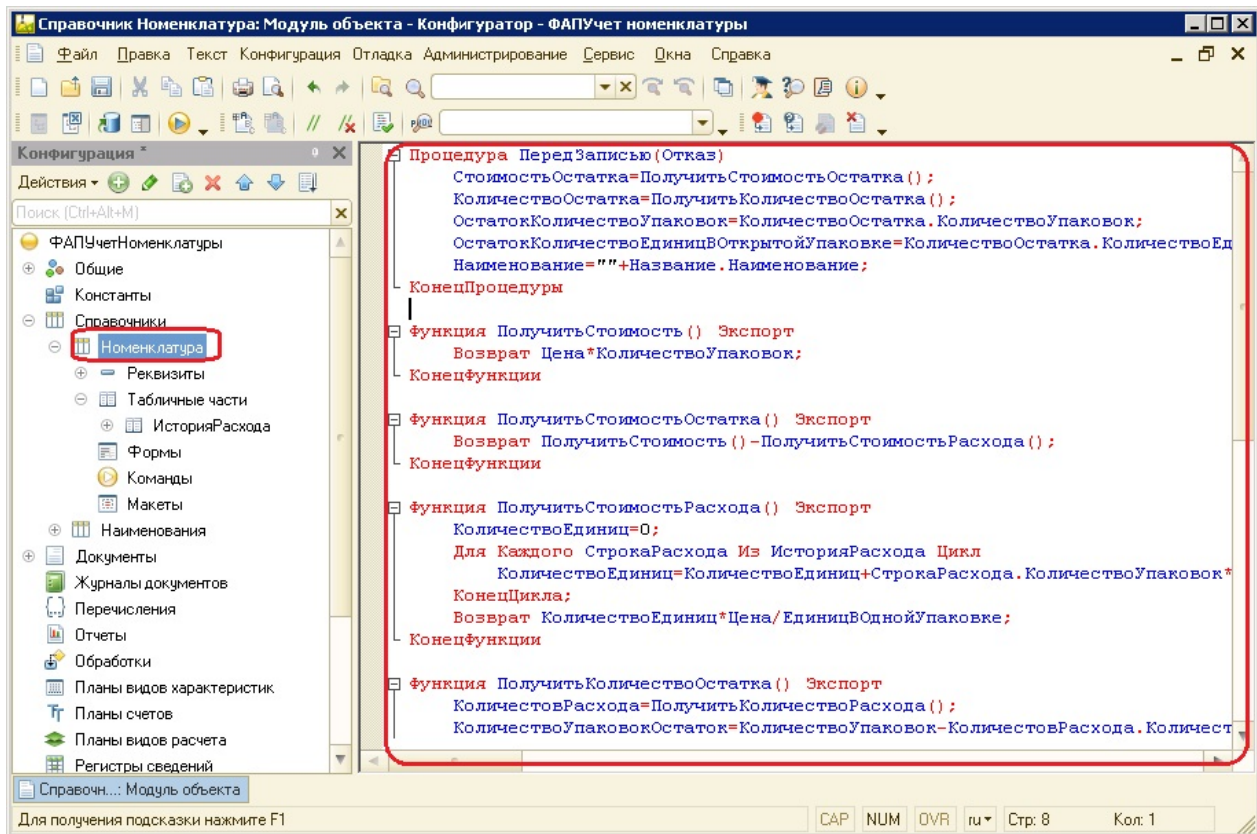 Справочник Номенклатура: Модуль объекта - Конфигуратор - ФАПУчет номенклатуры
Файл Правка Текст Конфигурация Отладка Администрирование Сервис Окна Справка
Конфигурация *
Действия
Поиск (Ctrl+Alt+M)
ФАПУчетНоменклатуры
Общие
Константы
Справочники
Номенклатура
Реквизиты
Табличные части
ИсторияРасхода
Формы
Команды
Макеты
Наименования
Документы
Журналы документов
Перечисления
Отчеты
Обработки
Планы видов характеристик
Планы счетов
Планы видов расчета
Регистры сведений
Процедура ПередЗаписью(Отказ)
СтоимостьОстатка=ПолучитьСтоимостьОстатка();
КоличествоОстатка=ПолучитьКоличествоОстатка();
ОстатокКоличествоУпаковок=КоличествоОстатка.КоличествоУпаковок;
ОстатокКоличествоЕдиницВОткрытойУпаковке=КоличествоОстатка.КоличествоЕд
Наименование=""+Название.Наименование;
КонецПроцедуры
Функция ПолучитьСтоимость() Экспорт
Возврат Цена*КоличествоУпаковок;
КонецФункции
Функция ПолучитьСтоимостьОстатка() Экспорт
Возврат ПолучитьСтоимость()-ПолучитьСтоимостьРасхода();
КонецФункции
Функция ПолучитьСтоимостьРасхода() Экспорт
КоличествоЕдиниц=0;
Для Каждого СтрокаРасхода Из ИсторияРасхода Цикл
КоличествоЕдиниц=КоличествоЕдиниц+СтрокаРасхода.КоличествоУпаковок*
КонецЦикла;
Возврат КоличествоЕдиниц*Цена/ЕдиницВОднойУпаковке;
КонецФункции
Функция ПолучитьКоличествоОстатка() Экспорт
КоличестовРасхода=ПолучитьКоличествоРасхода();
КоличествоУпаковокОстаток=КоличествоУпаковок-КоличестовРасхода.Количест
Справочн...: Модуль объекта
Для получения подсказки нажмите F1 CAP NUM OVR ru Стр: 8 Кол: 1